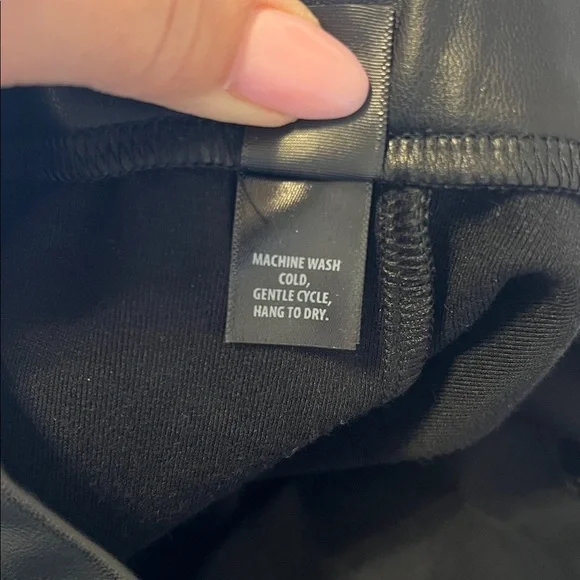 MACHINE WASH
COLD,
GENTLE CYCLE,
HANG TO DRY.